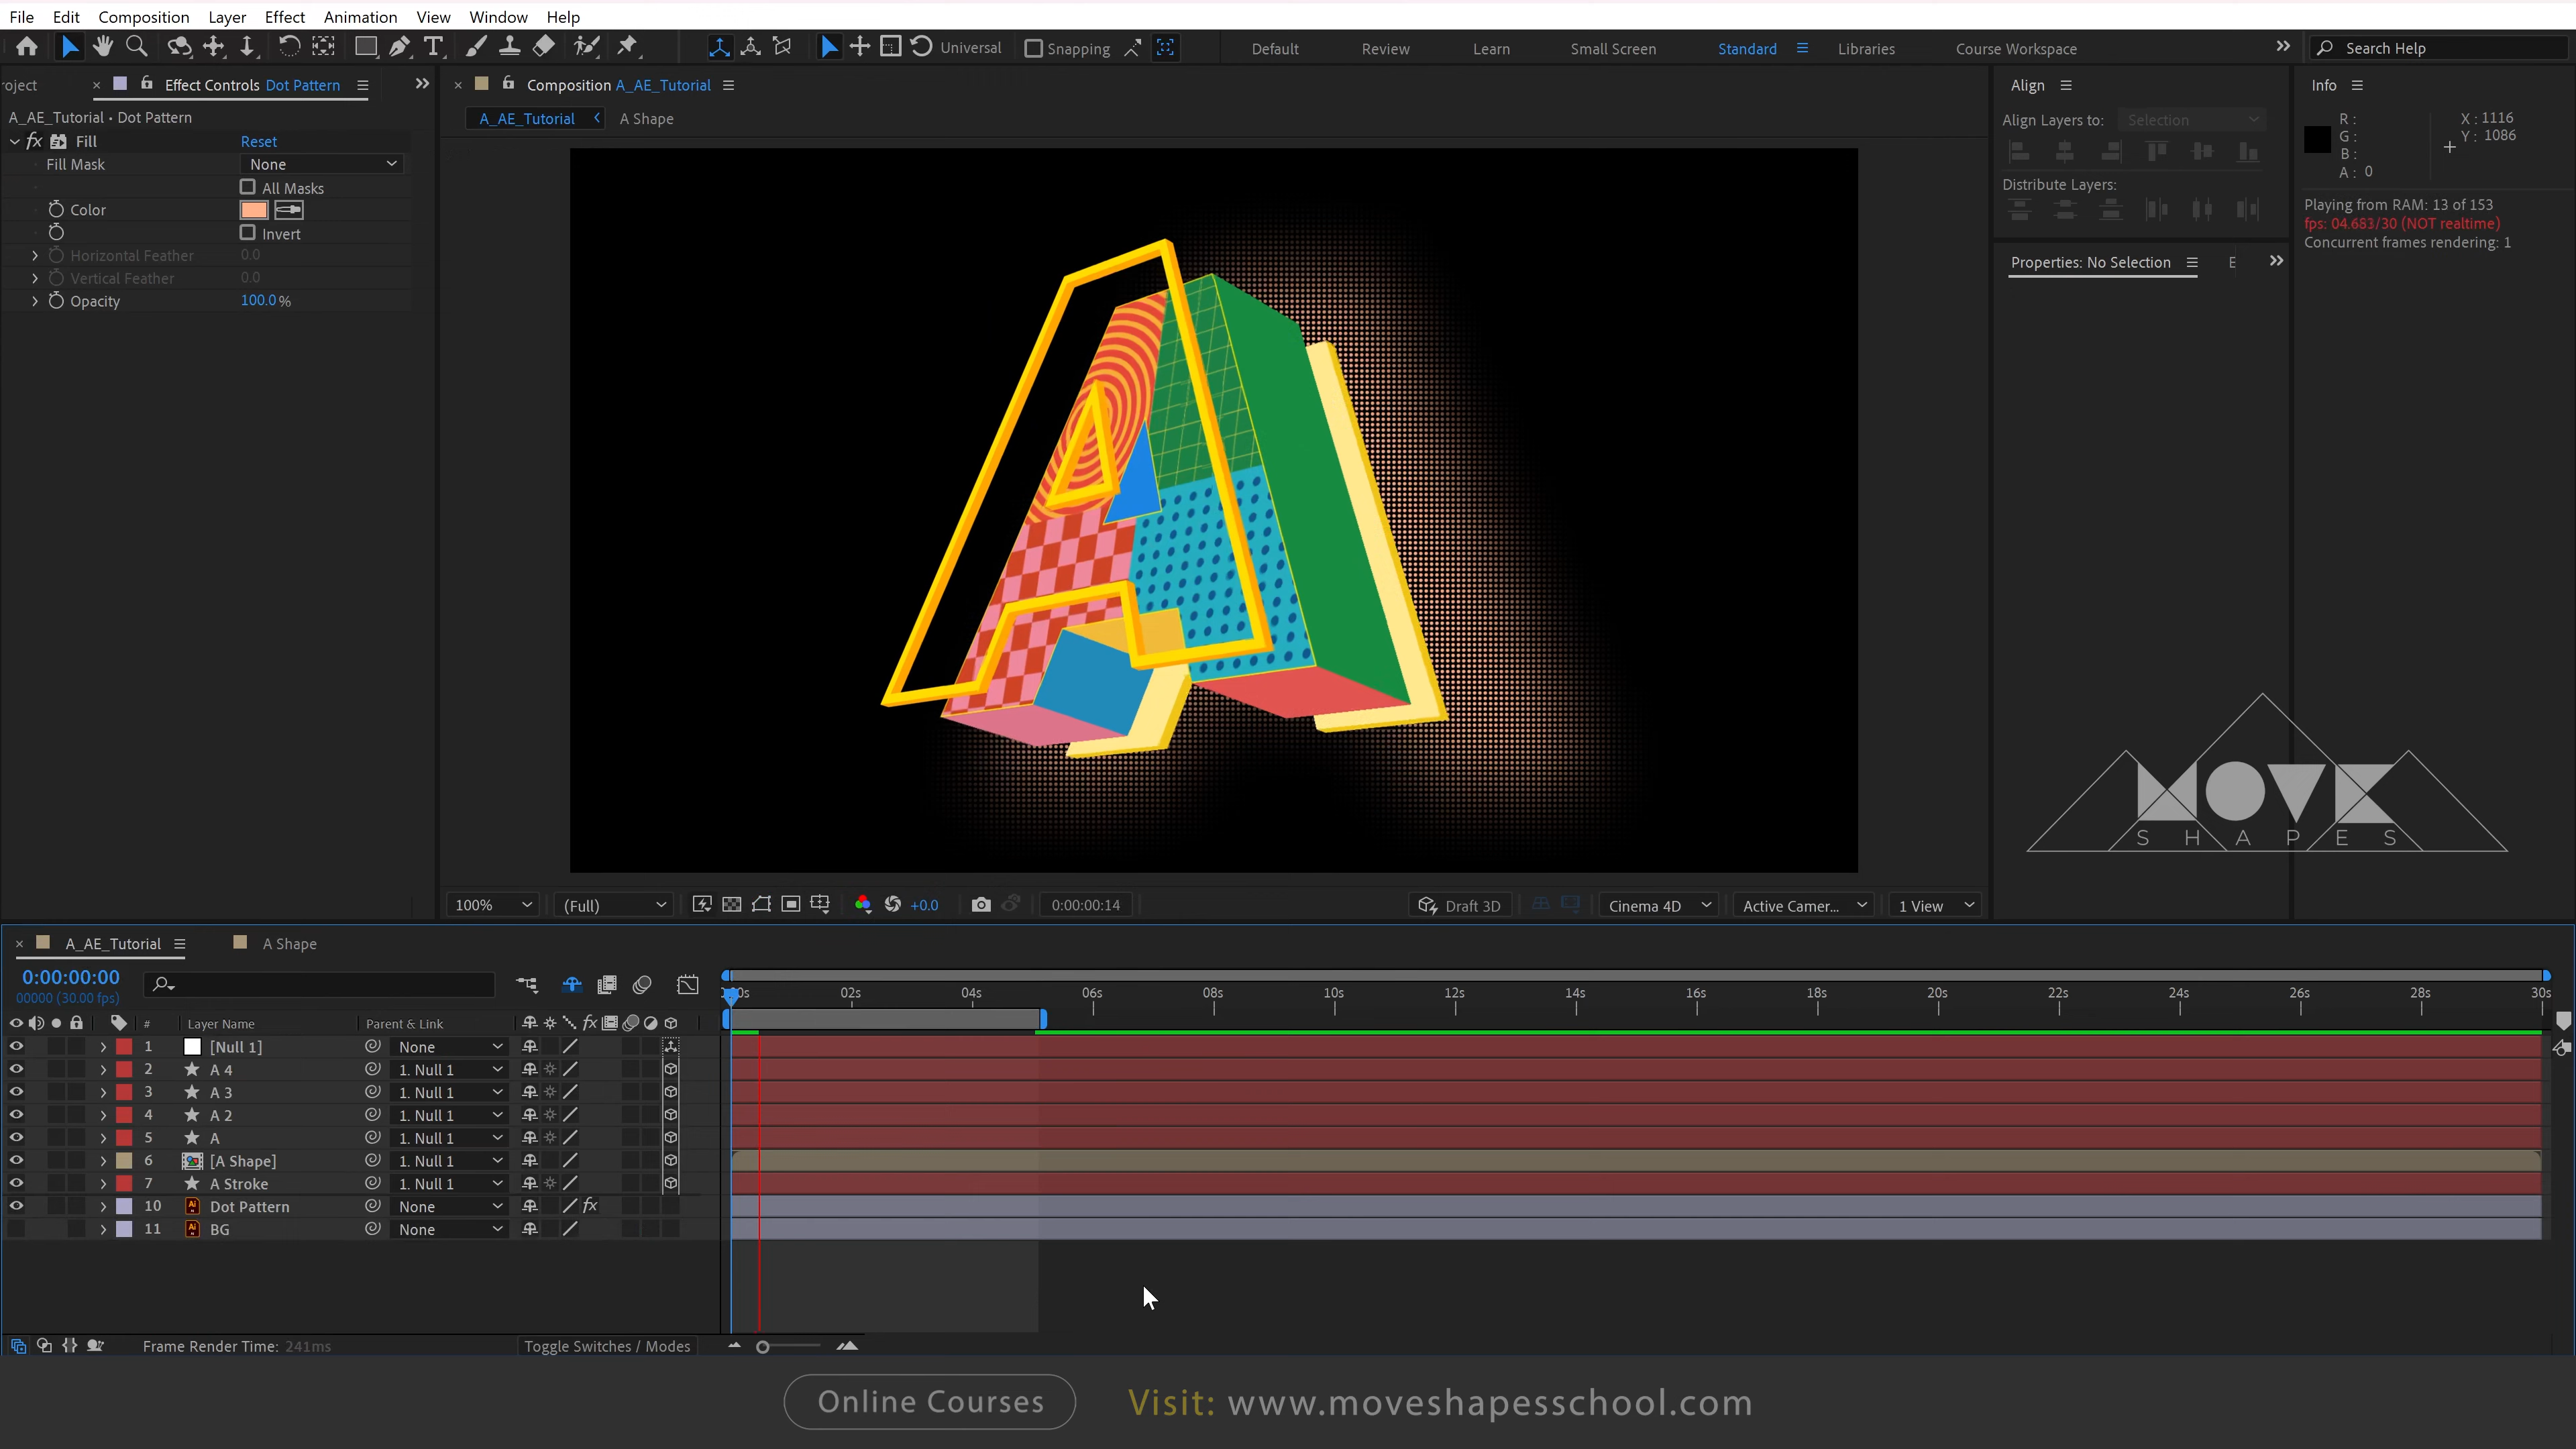 File Edit Composition Layer Effect Animation View Window Help
Universal Snapping Default Review Learn Small Screen Standard Libraries Course Workspace Search Help
oject Effect Controls Dot Pattern
A_AE_Tutorial • Dot Pattern
fx Fill Reset
Fill Mask None
All Masks
Color
Invert
Horizontal Feather 0.0
Vertical Feather 0.0
Opacity 100.0%
Composition A_AE_Tutorial
A_AE_Tutorial A Shape
100% (Full) +0.0 0:00:00:14 Draft 3D Cinema 4D Active Camer... 1 View
Align
Align Layers to: Selection
Distribute Layers:
Properties: No Selection E
Info
R: X: 1116
G: Y: 1086
B:
A: 0
Playing from RAM: 13 of 153
fps: 04.683/30 (NOT realtime)
Concurrent frames rendering: 1
MOVE
SHAPES
A_AE_Tutorial A Shape
0:00:00:00
00000 (30.00 fps)
00s 02s 04s 06s 08s 10s 12s 14s 16s 18s 20s 22s 24s 26s 28s 30s
# Layer Name Parent & Link fx
1 [Null 1] None
2 A 4 1. Null 1
3 A 3 1. Null 1
4 A 2 1. Null 1
5 A 1. Null 1
6 [A Shape] 1. Null 1
7 A Stroke 1. Null 1
10 Ai Dot Pattern None fx
11 Ai BG None
Frame Render Time: 241ms Toggle Switches / Modes
Online Courses Visit: www.moveshapesschool.com